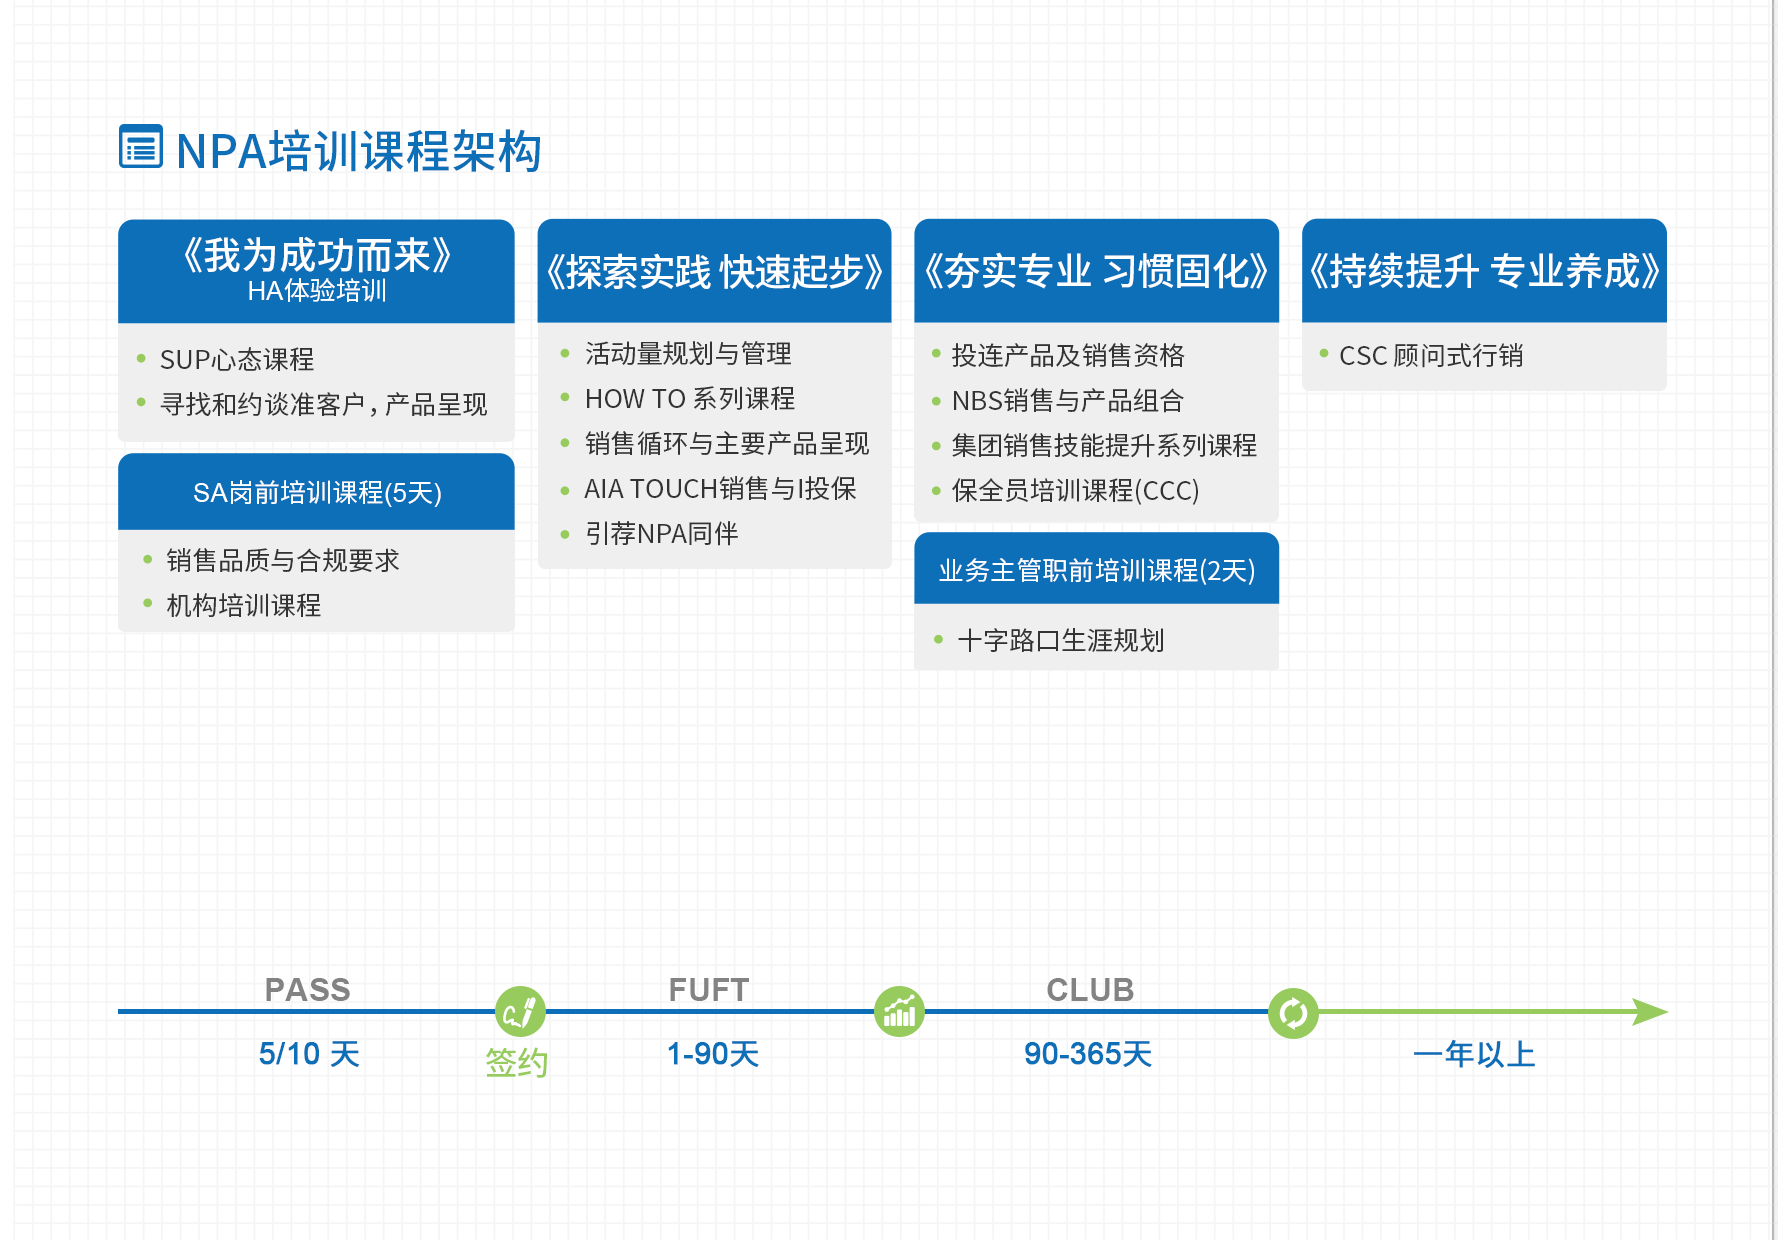 NPA培训课程架构
《我为成功而来》
HA体验培训
SUP心态课程
寻找和约谈准客户，产品呈现
SA岗前培训课程(5天)
销售品质与合规要求
机构培训课程
《探索实践 快速起步》
活动量规划与管理
HOW TO 系列课程
销售循环与主要产品呈现
AIA TOUCH销售与I投保
引荐NPA同伴
《夯实专业 习惯固化》
投连产品及销售资格
NBS销售与产品组合
集团销售技能提升系列课程
保全员培训课程(CCC)
业务主管职前培训课程(2天)
十字路口生涯规划
《持续提升 专业养成》
CSC 顾问式行销
PASS
FUFT
CLUB
5/10 天
签约
1-90天
90-365天
一年以上